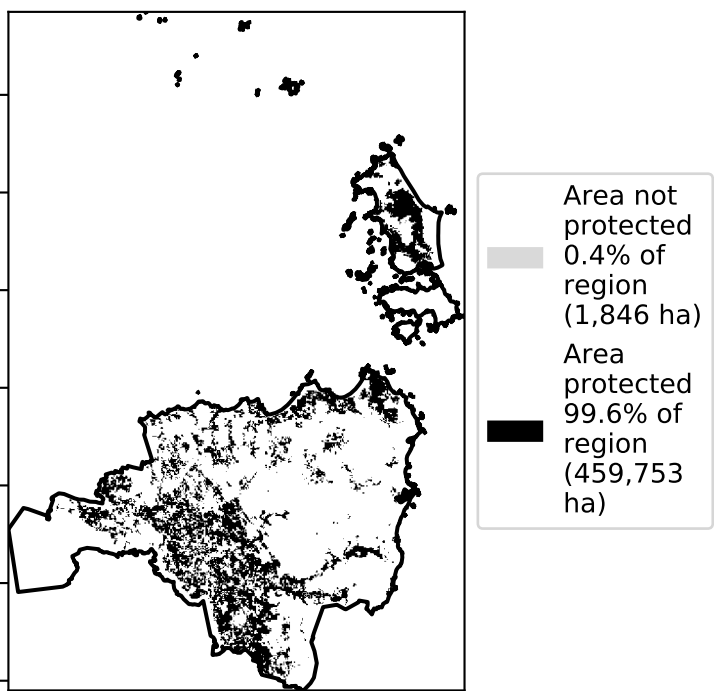 Area not
protected
0.4% of
region
(1,846 ha)
Area
protected
99.6% of
region
(459,753
ha)